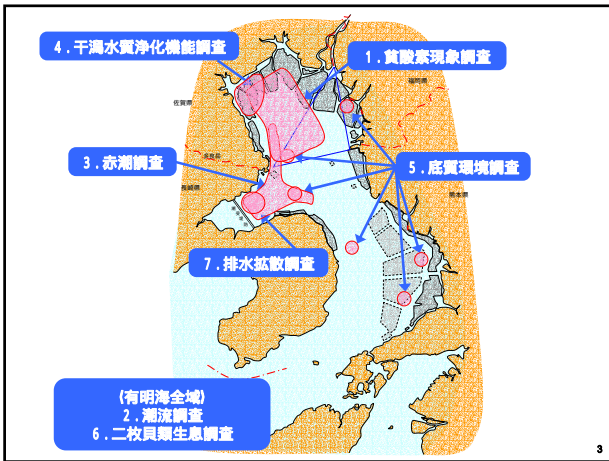 4．干潟水質浄化機能調査
1．貧酸素現象調査
福岡県
佐賀県
3．赤潮調査
多良岳
5．底質環境調査
長崎県
熊本県
7．排水拡散調査
(有明海全域)
2．潮流調査
6．二枚貝類生息調査
3